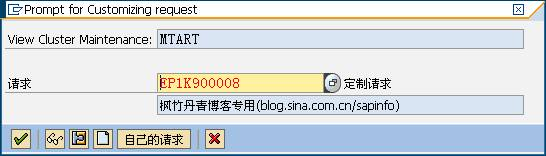 Prompt for Customizing request
View Cluster Maintenance: MTART
请求 EP1K900008 定制请求
枫竹丹青博客专用(blog.sina.com.cn/sapinfo)
自己的请求